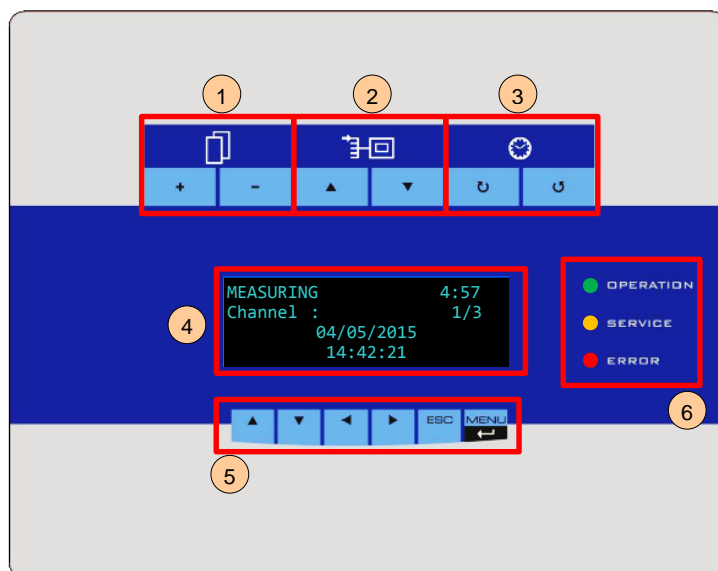 1
2
3
+ -
▲ ▼
↻ ↺
4
MEASURING 4:57
Channel : 1/3
04/05/2015
14:42:21
OPERATION
SERVICE
ERROR
6
▲ ▼ ◄ ► ESC MENU
5